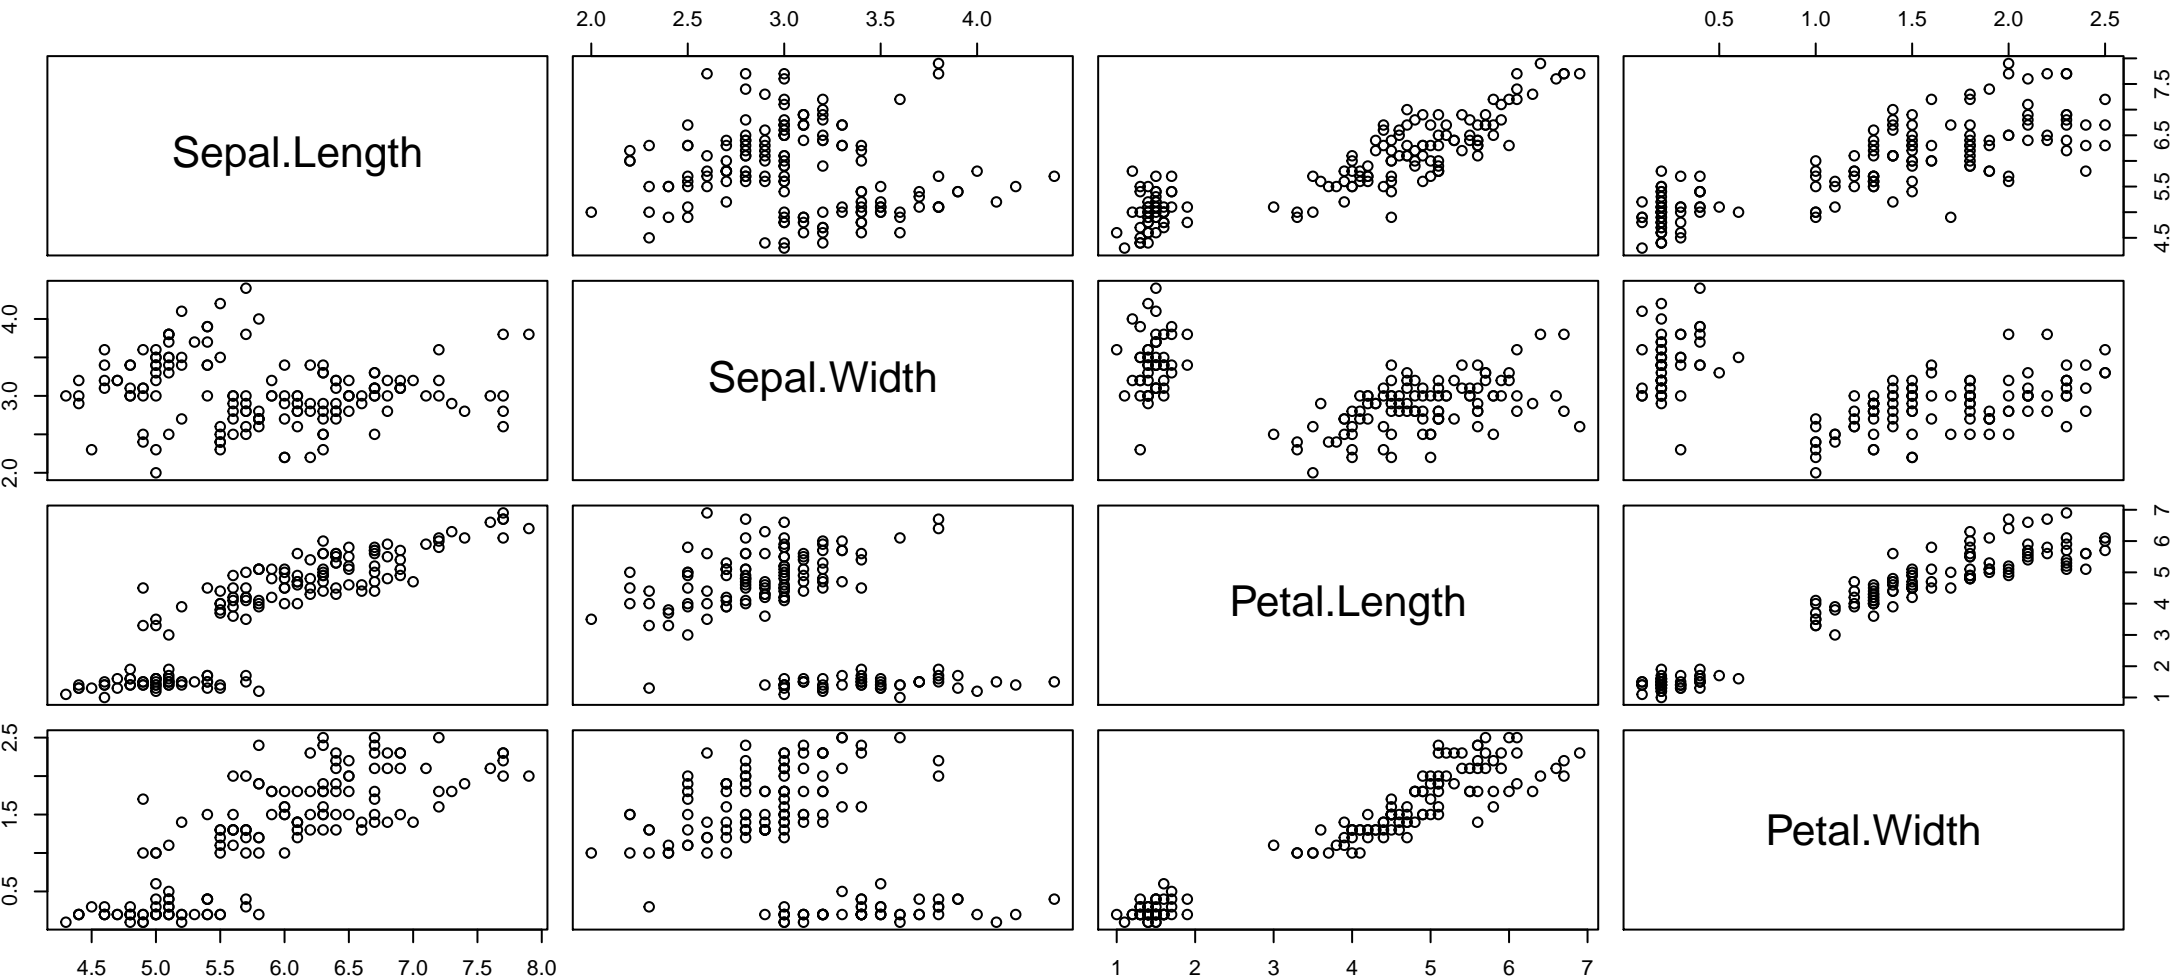 2.0 2.5 3.0 3.5 4.0
0.5 1.0 1.5 2.0 2.5
Sepal.Length
4.5 5.5 6.5 7.5
2.0 3.0 4.0
Sepal.Width
Petal.Length
1 2 3 4 5 6 7
0.5 1.5 2.5
Petal.Width
4.5 5.0 5.5 6.0 6.5 7.0 7.5 8.0
1 2 3 4 5 6 7